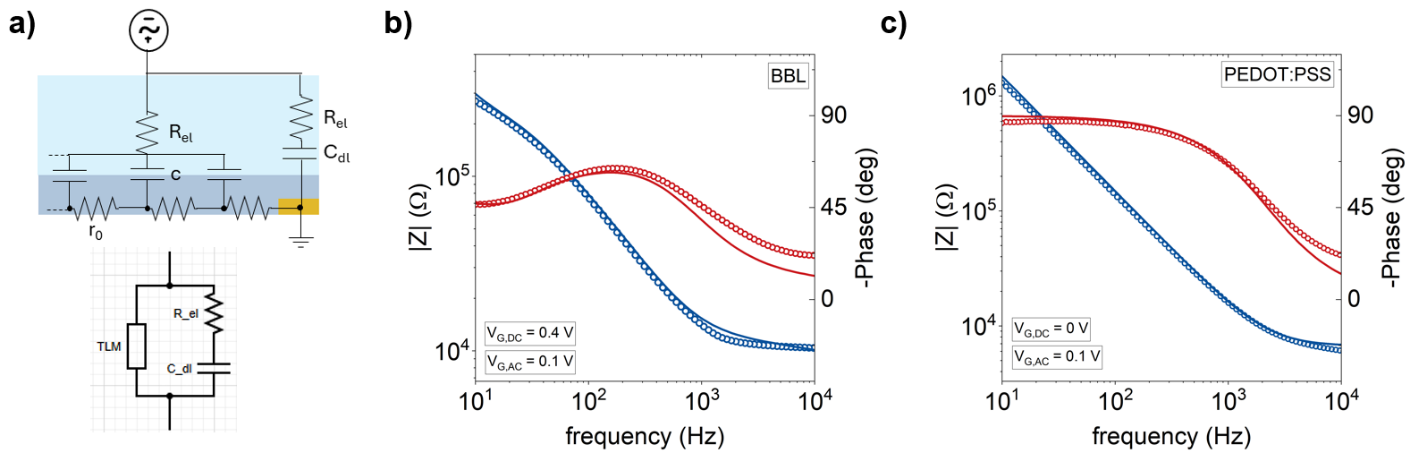 a)
R_el
R_el
C_dl
C
r_0
TLM
R_el
C_dl
b)
BBL
|Z| (Ω)
10^5
10^4
90
45
0
-Phase (deg)
V_G,DC = 0.4 V
V_G,AC = 0.1 V
10^1 10^2 10^3 10^4
frequency (Hz)
c)
PEDOT:PSS
|Z| (Ω)
10^6
10^5
10^4
90
45
0
-Phase (deg)
V_G,DC = 0 V
V_G,AC = 0.1 V
10^1 10^2 10^3 10^4
frequency (Hz)